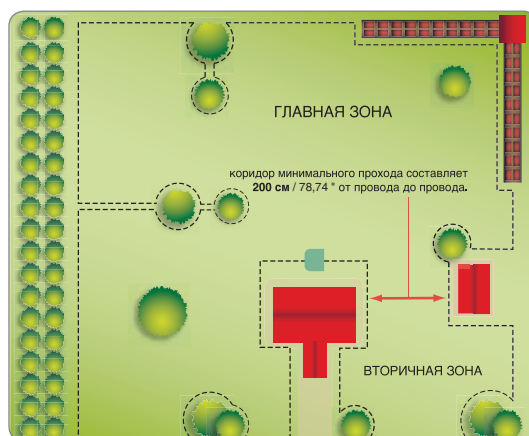 ГЛАВНАЯ ЗОНА
коридор минимального прохода составляет
200 см / 78,74 " от провода до провода.
ВТОРИЧНАЯ ЗОНА